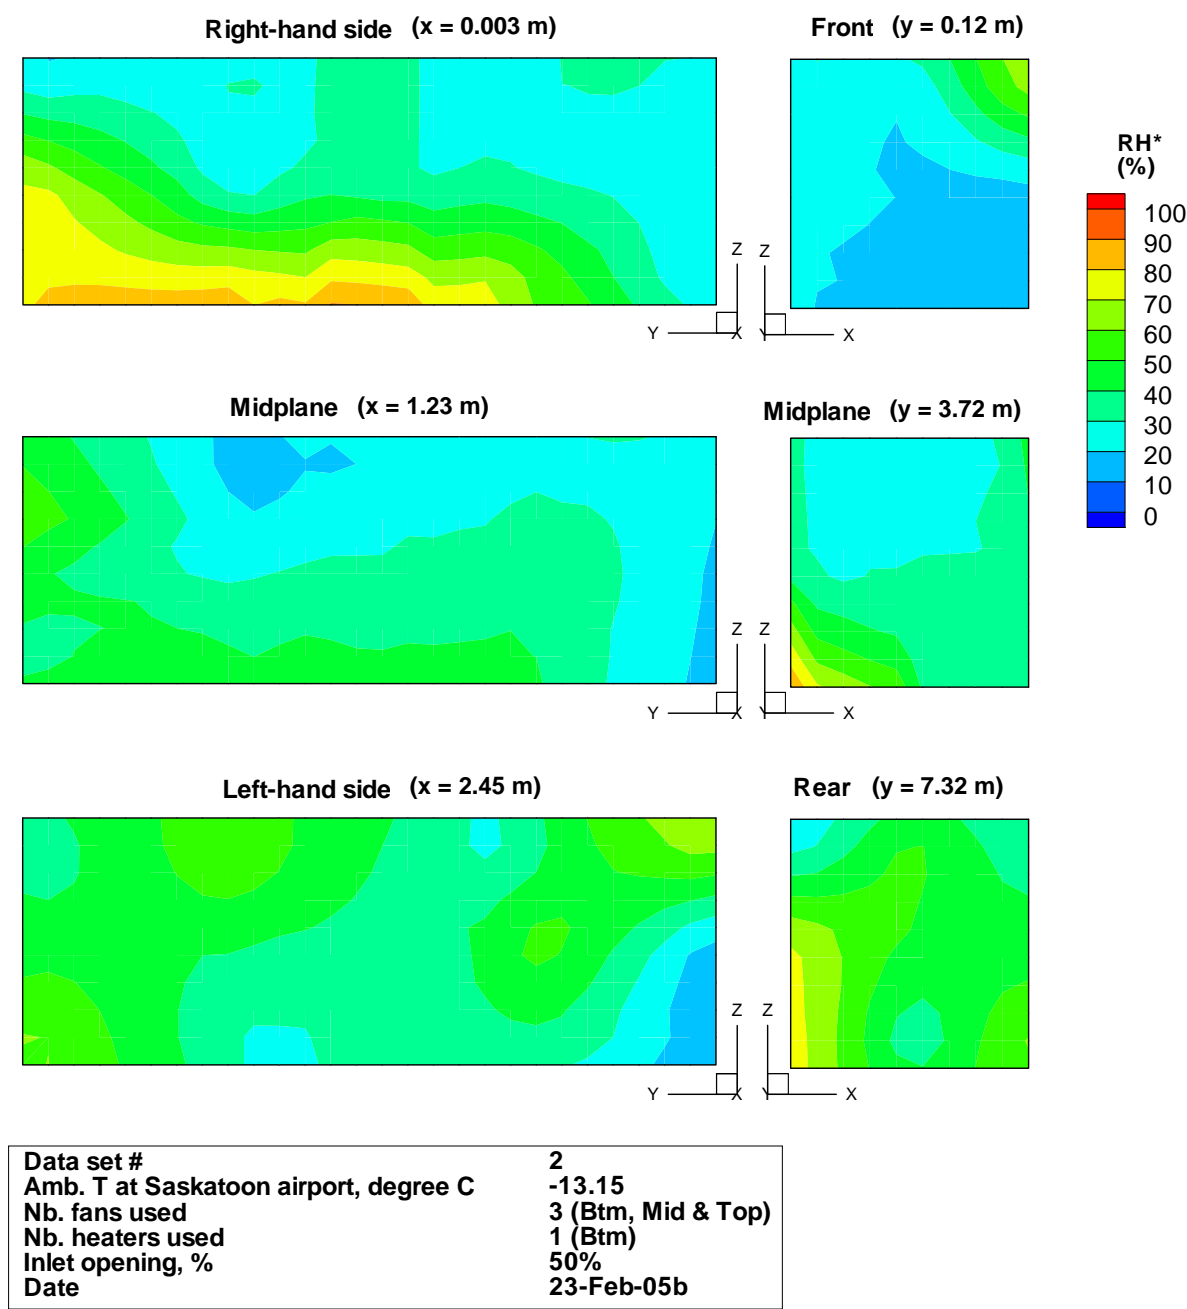 Right-hand side (x = 0.003 m)
Front (y = 0.12 m)
RH*
(%)
100
90
80
70
60
50
40
30
20
10
0
Z Z
Y X Y X
Midplane (x = 1.23 m)
Midplane (y = 3.72 m)
Z Z
Y X Y X
Left-hand side (x = 2.45 m)
Rear (y = 7.32 m)
Z Z
Y X Y X
Data set # 2
Amb. T at Saskatoon airport, degree C -13.15
Nb. fans used 3 (Btm, Mid & Top)
Nb. heaters used 1 (Btm)
Inlet opening, % 50%
Date 23-Feb-05b